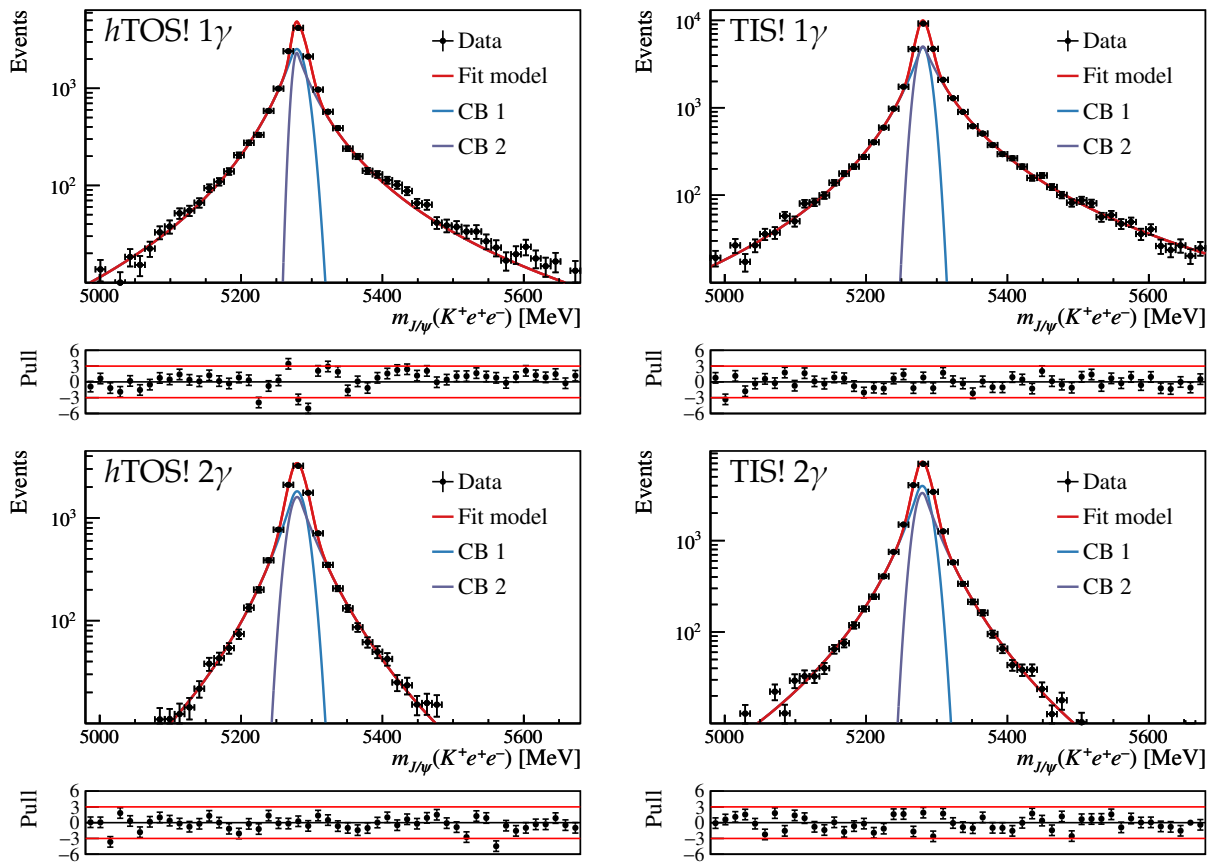 hTOS! 1γ
Events
Data
Fit model
CB 1
CB 2
10³
10²
5000 5200 5400 5600
m_{J/ψ}(K⁺e⁺e⁻) [MeV]
Pull
6
3
0
−3
−6
TIS! 1γ
Events
Data
Fit model
CB 1
CB 2
10⁴
10³
10²
5000 5200 5400 5600
m_{J/ψ}(K⁺e⁺e⁻) [MeV]
Pull
6
3
0
−3
−6
hTOS! 2γ
Events
Data
Fit model
CB 1
CB 2
10³
10²
5000 5200 5400 5600
m_{J/ψ}(K⁺e⁺e⁻) [MeV]
Pull
6
3
0
−3
−6
TIS! 2γ
Events
Data
Fit model
CB 1
CB 2
10³
10²
5000 5200 5400 5600
m_{J/ψ}(K⁺e⁺e⁻) [MeV]
Pull
6
3
0
−3
−6